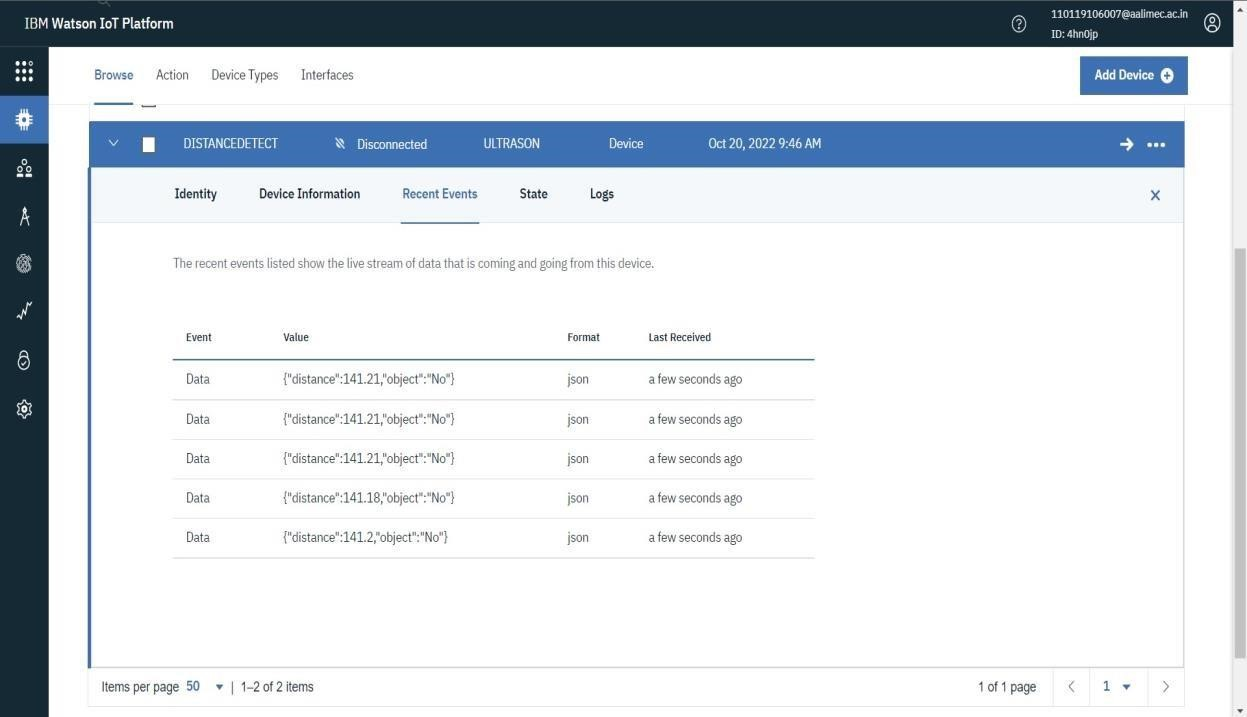 IBM Watson IoT Platform
110119106007@aalimec.ac.in
ID: 4hn0jp
Browse Action Device Types Interfaces
Add Device
DISTANCEDETECT Disconnected ULTRASON Device Oct 20, 2022 9:46 AM
Identity Device Information Recent Events State Logs
The recent events listed show the live stream of data that is coming and going from this device.
Event Value Format Last Received
Data {"distance":141.21,"object":"No"} json a few seconds ago
Data {"distance":141.21,"object":"No"} json a few seconds ago
Data {"distance":141.21,"object":"No"} json a few seconds ago
Data {"distance":141.18,"object":"No"} json a few seconds ago
Data {"distance":141.2,"object":"No"} json a few seconds ago
Items per page 50 | 1–2 of 2 items 1 of 1 page 1